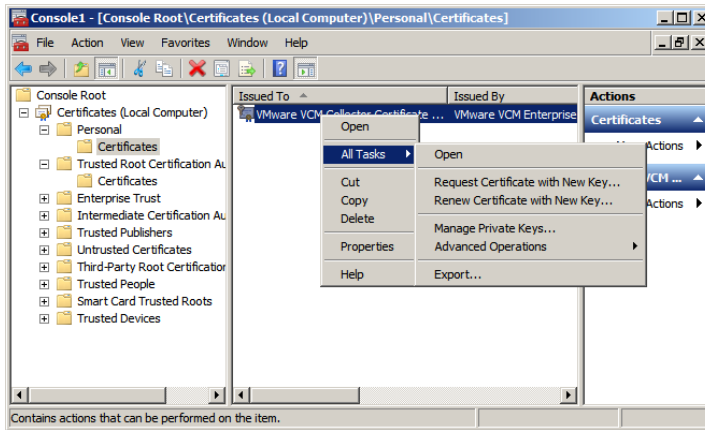 Console1 - [Console Root\Certificates (Local Computer)\Personal\Certificates]
File Action View Favorites Window Help
Console Root
Certificates (Local Computer)
Personal
Certificates
Trusted Root Certification Au
Certificates
Enterprise Trust
Intermediate Certification Au
Trusted Publishers
Untrusted Certificates
Third-Party Root Certification
Trusted People
Smart Card Trusted Roots
Trusted Devices
Issued To Issued By
VMware VCM Collector Certificate ... VMware VCM Enterprise
Open
All Tasks
Cut
Copy
Delete
Properties
Help
Open
Request Certificate with New Key...
Renew Certificate with New Key...
Manage Private Keys...
Advanced Operations
Export...
Actions
Certificates
Actions
VCM ...
Actions
Contains actions that can be performed on the item.